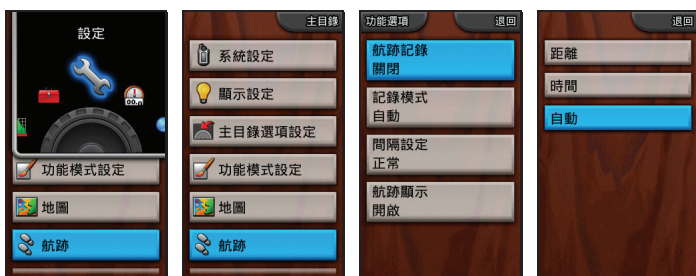 設定
00.0
功能模式設定
地圖
航跡
主目錄
系統設定
顯示設定
主目錄選項設定
功能模式設定
地圖
航跡
功能選項
退回
航跡記錄
關閉
記錄模式
自動
間隔設定
正常
航跡顯示
開啟
退回
距離
時間
自動